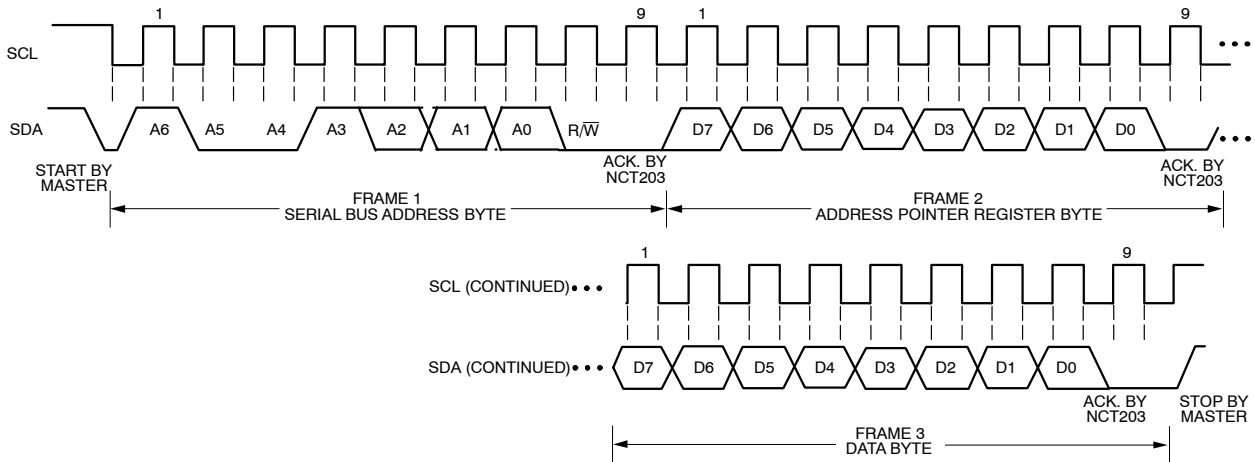 1 9 1 9
SCL
SDA A6 A5 A4 A3 A2 A1 A0 R/W̅ D7 D6 D5 D4 D3 D2 D1 D0
START BY
MASTER
ACK. BY
NCT203
ACK. BY
NCT203
FRAME 1
SERIAL BUS ADDRESS BYTE
FRAME 2
ADDRESS POINTER REGISTER BYTE
1 9
SCL (CONTINUED)
SDA (CONTINUED) D7 D6 D5 D4 D3 D2 D1 D0
ACK. BY
NCT203
STOP BY
MASTER
FRAME 3
DATA BYTE